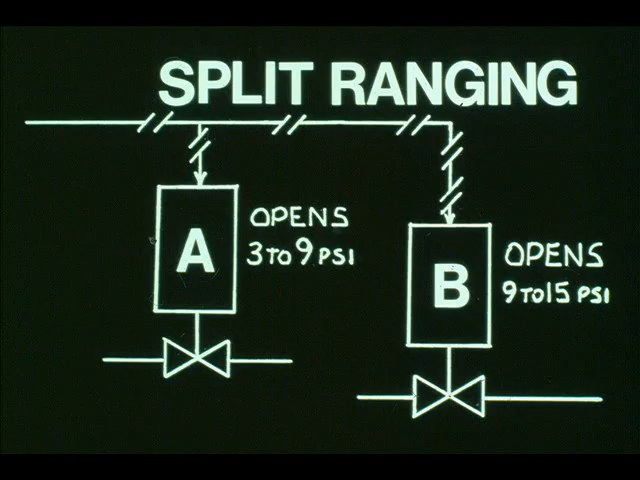 SPLIT RANGING
A
OPENS
3 TO 9 PSI
B
OPENS
9 TO 15 PSI